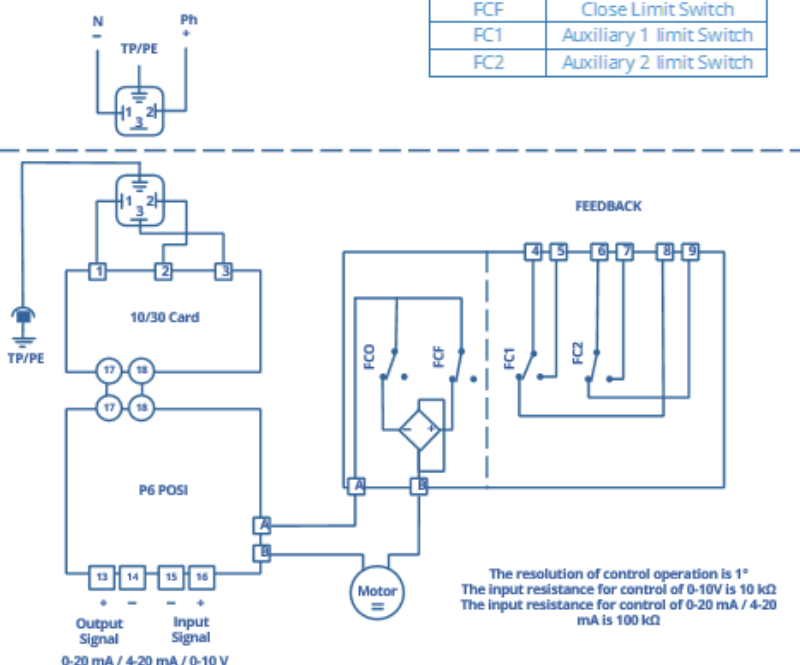 FCF Close Limit Switch
FC1 Auxiliary 1 limit Switch
FC2 Auxiliary 2 limit Switch
N
−
TP/PE
Ph
+
1 2
3
1 2
3
FEEDBACK
4 5 6 7 8 9
1 2 3
10/30 Card
TP/PE
FCO
FCF
FC1
FC2
17 18
17 18
− +
P6 POSI
A B
A
B
13 14 15 16
+ − − +
Output
Signal
Input
Signal
0-20 mA / 4-20 mA / 0-10 V
Motor
The resolution of control operation is 1°
The input resistance for control of 0-10V is 10 kΩ
The input resistance for control of 0-20 mA / 4-20
mA is 100 kΩ